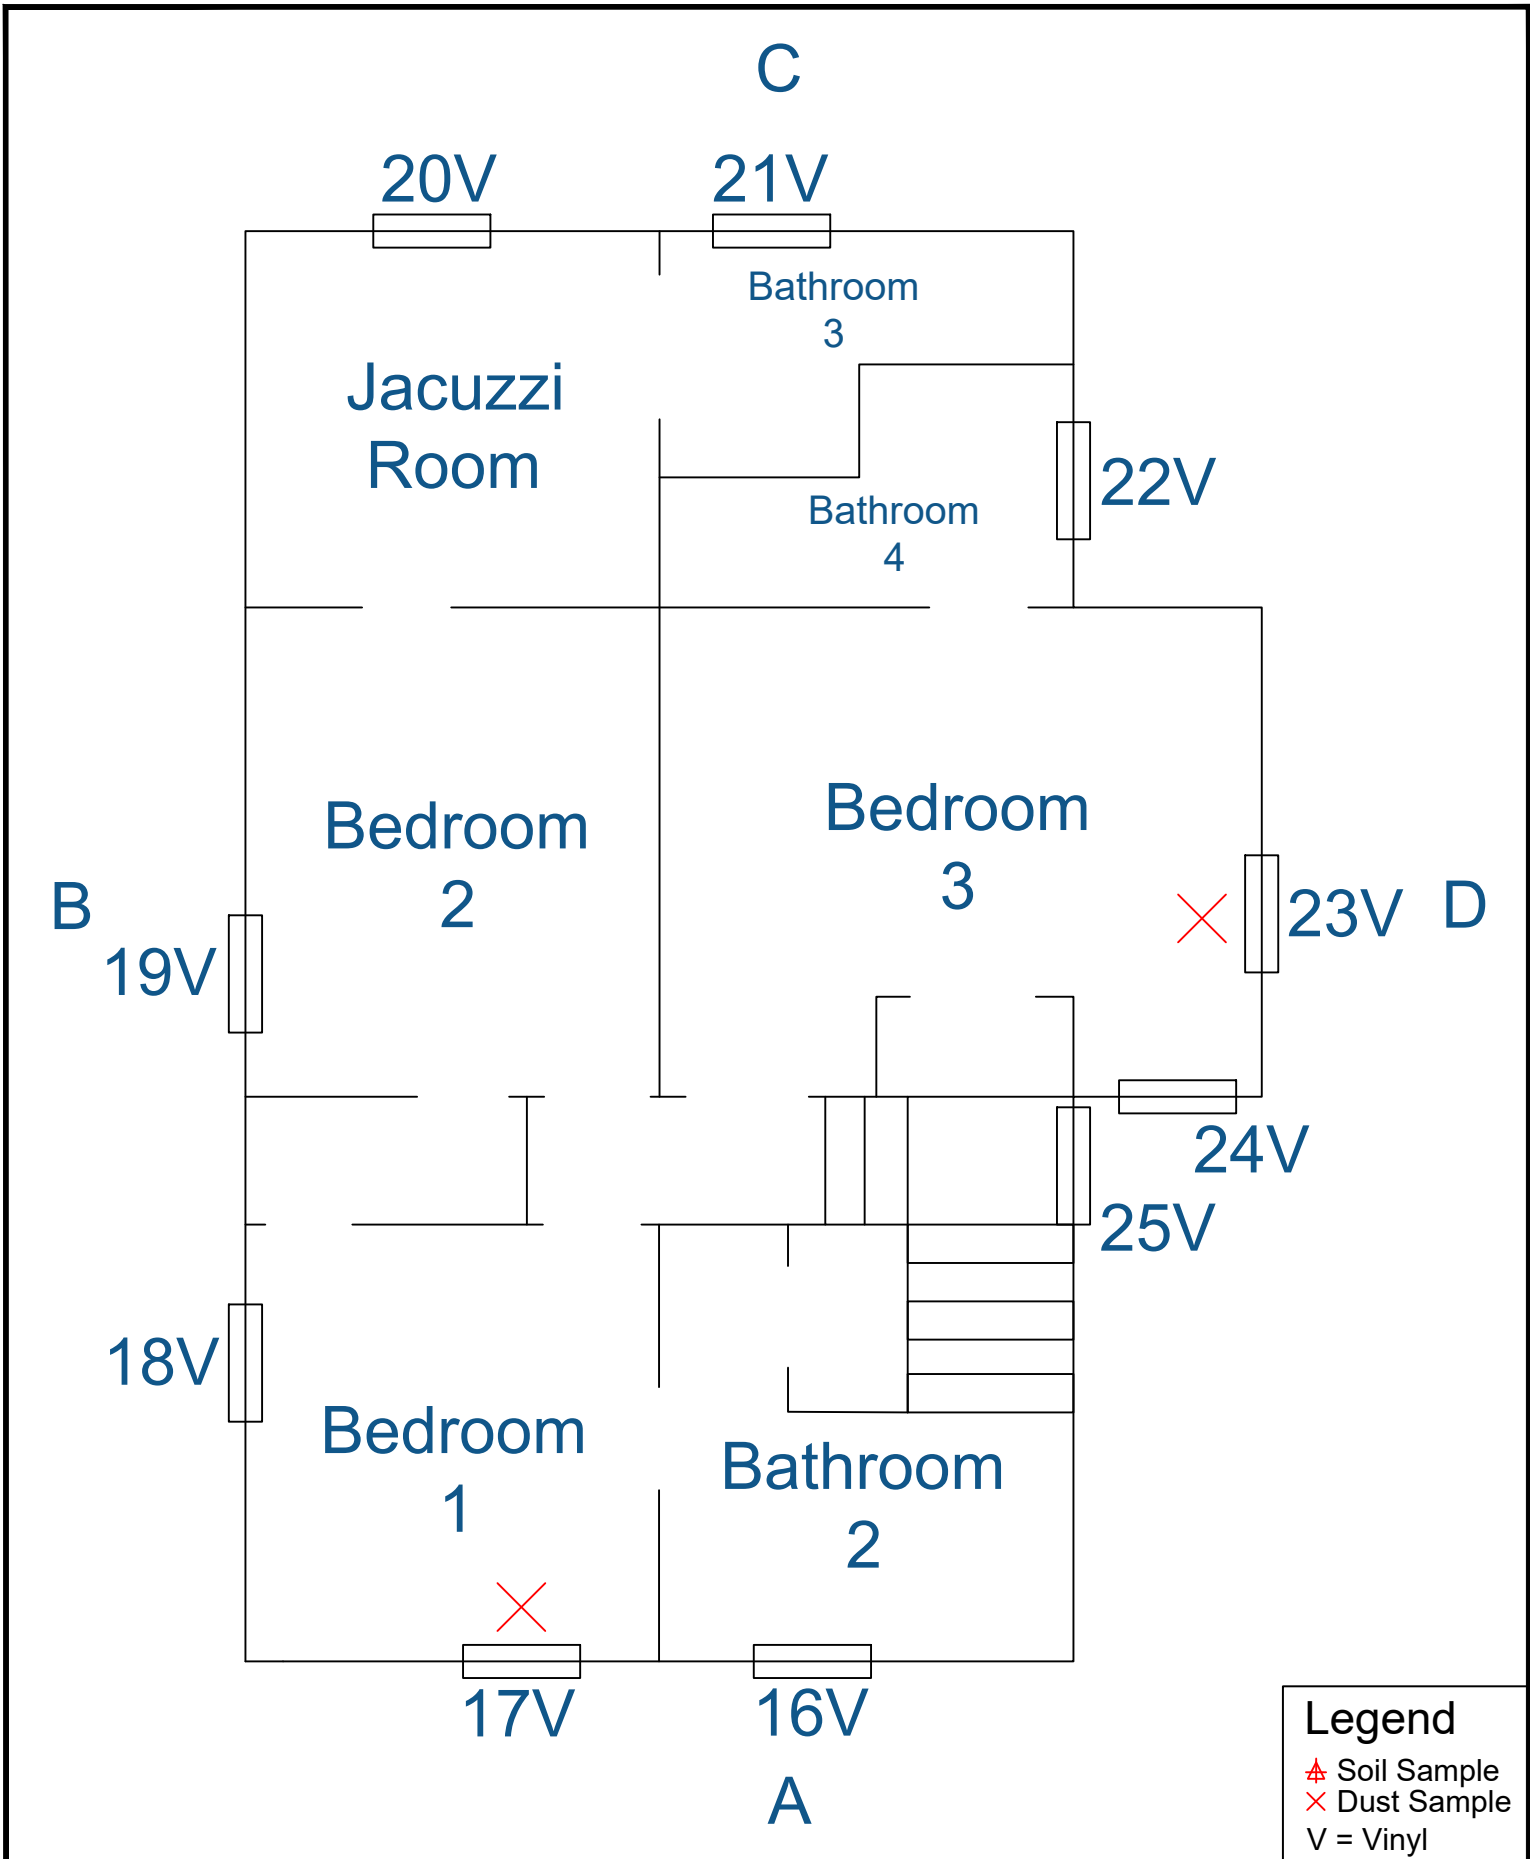 C
20V
21V
Bathroom
3
Jacuzzi
Room
22V
Bathroom
4
Bedroom
2
Bedroom
3
B
19V
23V
D
24V
25V
18V
Bedroom
1
Bathroom
2
17V
16V
A
Legend
Soil Sample
Dust Sample
V = Vinyl